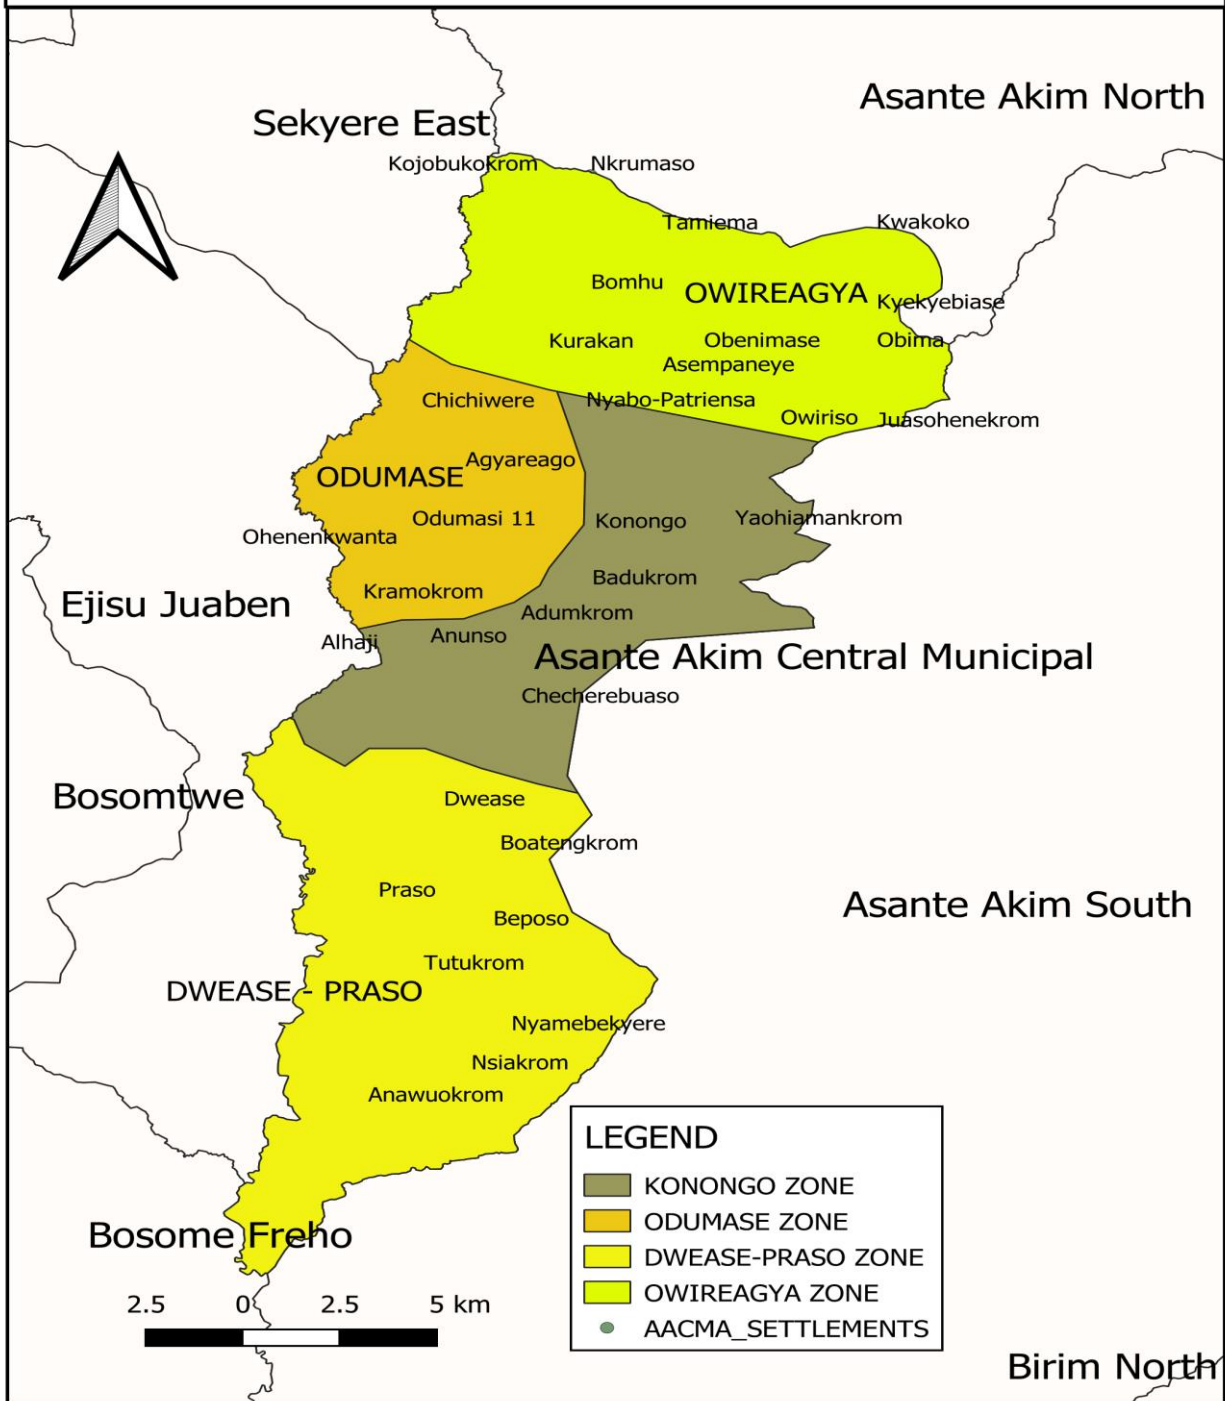 Asante Akim North
Sekyere East
Kojobukokrom
Nkrumaso
Tamiema
Kwakoko
Bomhu
OWIREAGYA
Kyekyebiase
Kurakan
Obenimase
Obima
Asempaneye
Chichiwere
Nyabo-Patriensa
Owiriso
Juasohenekrom
Agyareago
ODUMASE
Odumasi 11
Konongo
Yaohiamankrom
Ohenenkwanta
Badukrom
Kramokrom
Ejisu Juaben
Adumkrom
Anunso
Alhaji
Asante Akim Central Municipal
Checherebuaso
Bosomtwe
Dwease
Boatengkrom
Praso
Asante Akim South
Beposo
Tutukrom
DWEASE - PRASO
Nyamebekyere
Nsiakrom
Anawuokrom
LEGEND
KONONGO ZONE
ODUMASE ZONE
DWEASE-PRASO ZONE
OWIREAGYA ZONE
AACMA_SETTLEMENTS
Bosome Freho
2.5 0 2.5 5 km
Birim North